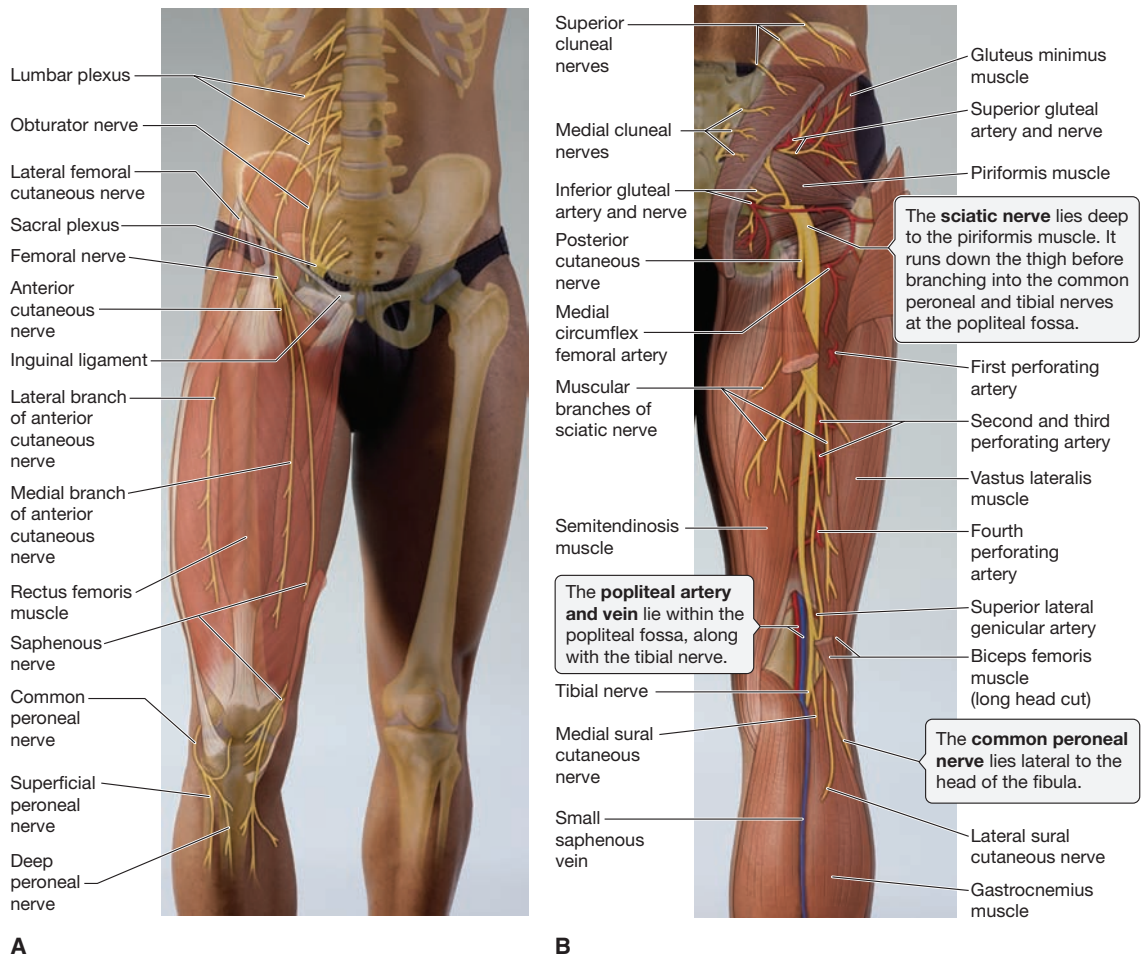 Lumbar plexus
Obturator nerve
Lateral femoral
cutaneous nerve
Sacral plexus
Femoral nerve
Anterior
cutaneous
nerve
Inguinal ligament
Lateral branch
of anterior
cutaneous
nerve
Medial branch
of anterior
cutaneous
nerve
Rectus femoris
muscle
Saphenous
nerve
Common
peroneal
nerve
Superficial
peroneal
nerve
Deep
peroneal
nerve
A
Superior
cluneal
nerves
Medial cluneal
nerves
Inferior gluteal
artery and nerve
Posterior
cutaneous
nerve
Medial
circumflex
femoral artery
Muscular
branches of
sciatic nerve
Semitendinosis
muscle
The popliteal artery
and vein lie within the
popliteal fossa, along
with the tibial nerve.
Tibial nerve
Medial sural
cutaneous
nerve
Small
saphenous
vein
Gluteus minimus
muscle
Superior gluteal
artery and nerve
Piriformis muscle
The sciatic nerve lies deep
to the piriformis muscle. It
runs down the thigh before
branching into the common
peroneal and tibial nerves
at the popliteal fossa.
First perforating
artery
Second and third
perforating artery
Vastus lateralis
muscle
Fourth
perforating
artery
Superior lateral
genicular artery
Biceps femoris
muscle
(long head cut)
The common peroneal
nerve lies lateral to the
head of the fibula.
Lateral sural
cutaneous nerve
Gastrocnemius
muscle
B